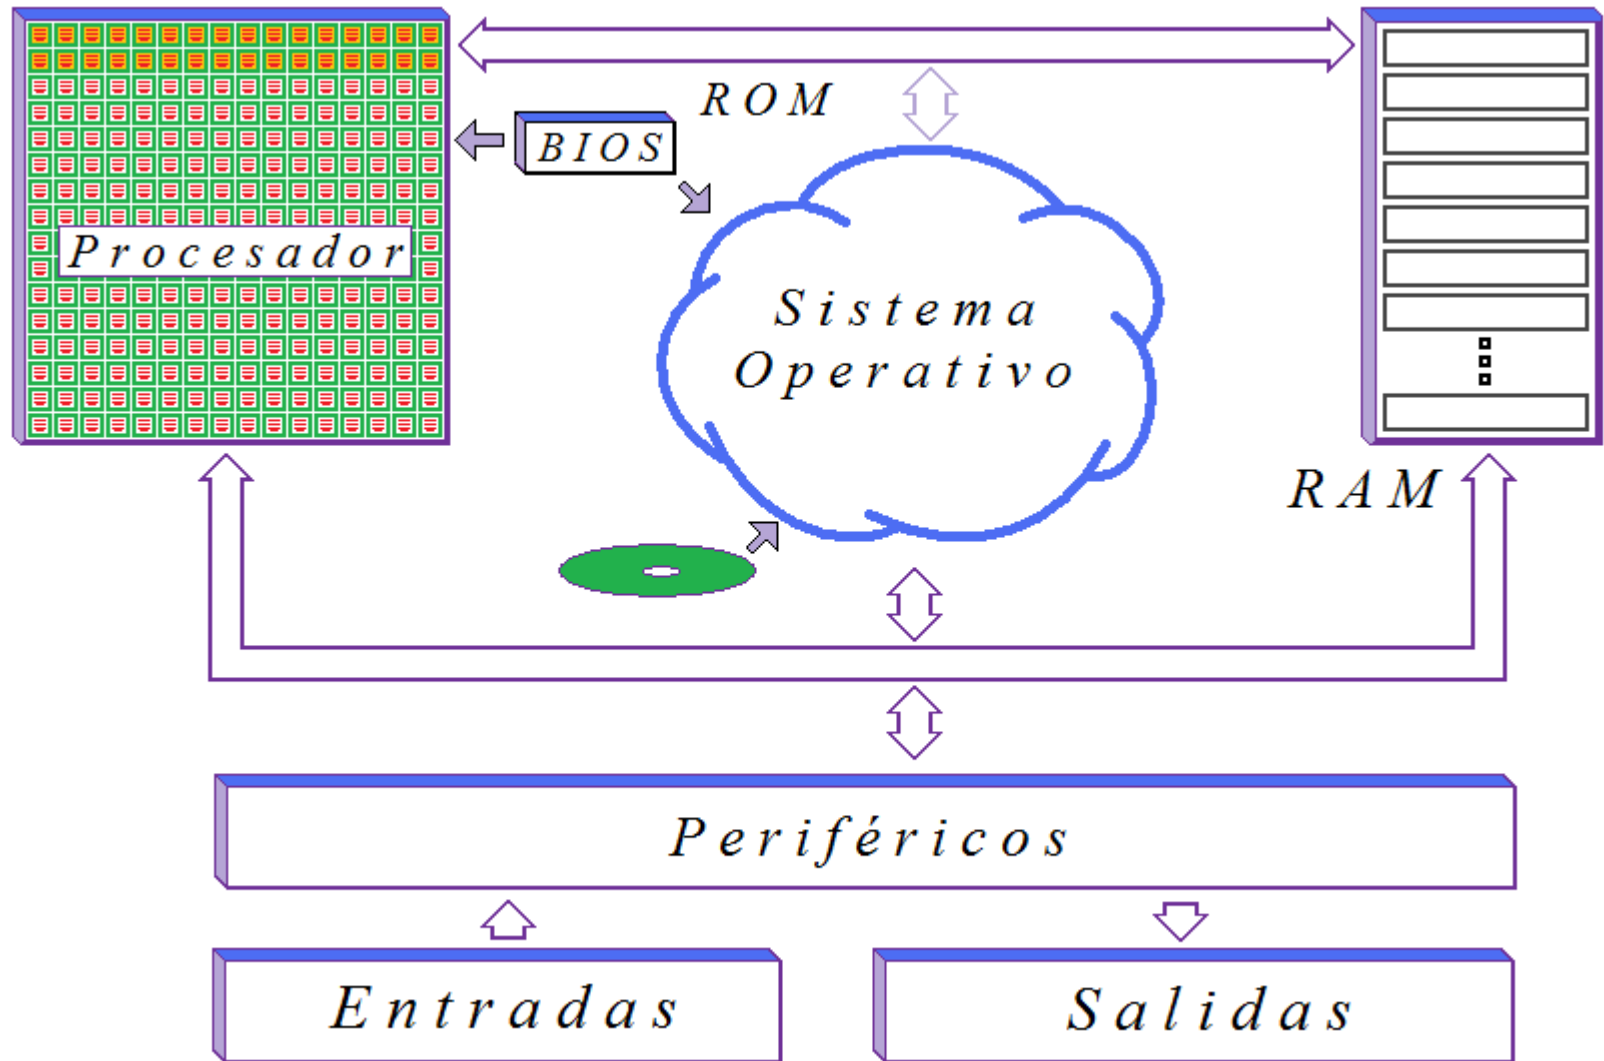 ROM
BIOS
Procesador
Sistema
Operativo
RAM
Periféricos
Entradas
Salidas